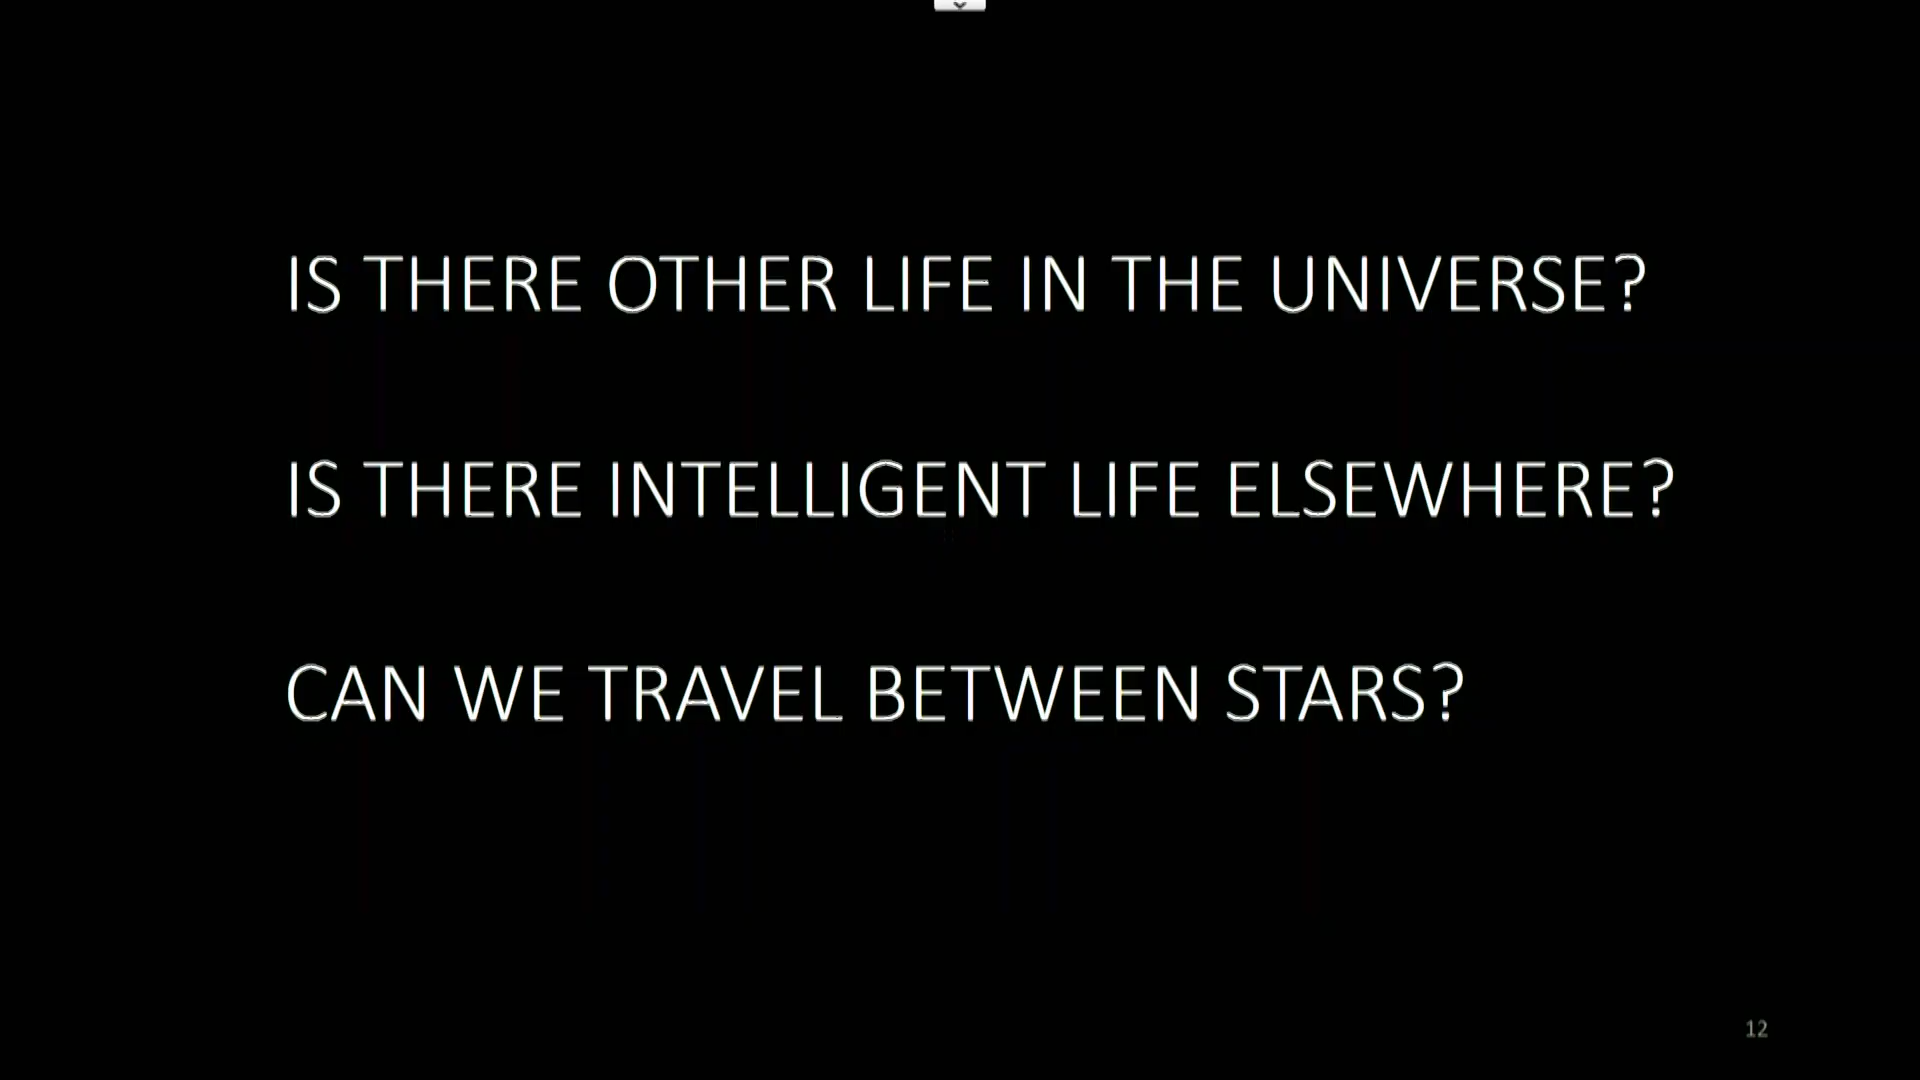 IS THERE OTHER LIFE IN THE UNIVERSE?
IS THERE INTELLIGENT LIFE ELSEWHERE?
CAN WE TRAVEL BETWEEN STARS?
12